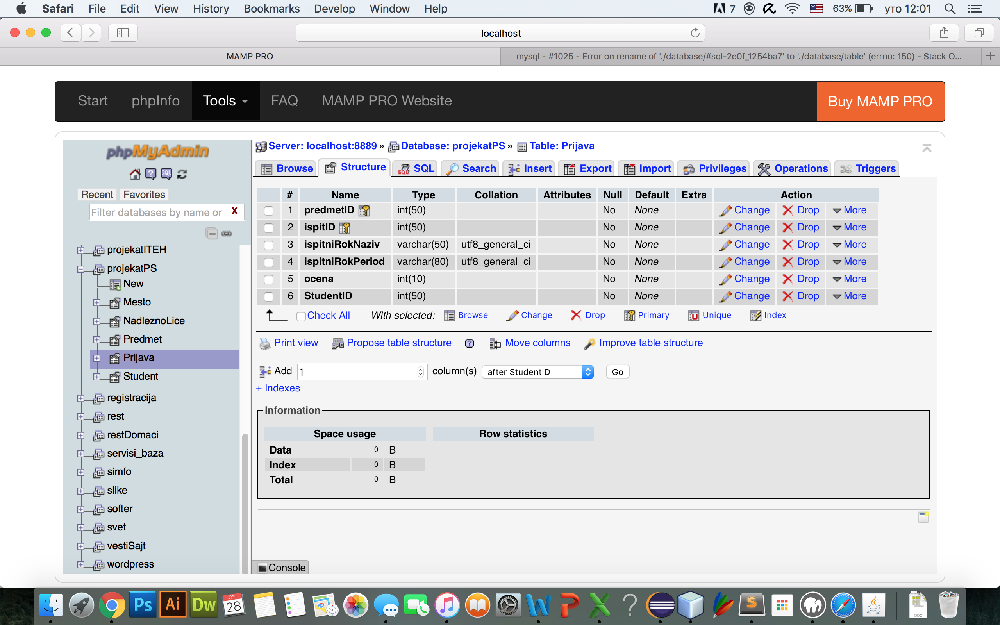 Safari File Edit View History Bookmarks Develop Window Help 7 63% уто 12:01
localhost
MAMP PRO
mysql - #1025 - Error on rename of './database/#sql-2e0f_1254ba7' to './database/table' (errno: 150) - Stack O...
Start phpInfo Tools FAQ MAMP PRO Website Buy MAMP PRO
phpMyAdmin
Recent Favorites
Filter databases by name or X
projekatITEH
projekatPS
New
Mesto
NadleznoLice
Predmet
Prijava
Student
registracija
rest
restDomaci
servisi_baza
simfo
slike
softer
svet
vestiSajt
wordpress
Server: localhost:8889 » Database: projekatPS » Table: Prijava
Browse Structure SQL Search Insert Export Import Privileges Operations Triggers
# Name Type Collation Attributes Null Default Extra Action
1 predmetID int(50) No None Change Drop More
2 ispitID int(50) No None Change Drop More
3 ispitniRokNaziv varchar(50) utf8_general_ci No None Change Drop More
4 ispitniRokPeriod varchar(80) utf8_general_ci No None Change Drop More
5 ocena int(10) No None Change Drop More
6 StudentID int(50) No None Change Drop More
Check All With selected: Browse Change Drop Primary Unique Index
Print view Propose table structure Move columns Improve table structure
Add 1 column(s) after StudentID Go
+ Indexes
Information
Space usage
Data 0 B
Index 0 B
Total 0 B
Row statistics
Console
Ps Ai Dw ЈУН 28 280 3D W P X ? S DOC